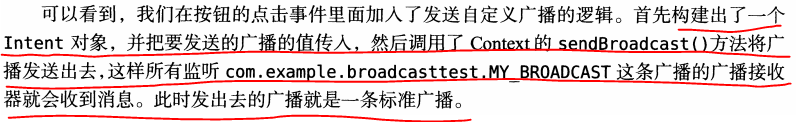 可以看到，我们在按钮的点击事件里面加入了发送自定义广播的逻辑。首先构建出了一个
Intent 对象，并把要发送的广播的值传入，然后调用了 Context 的 sendBroadcast()方法将广
播发送出去，这样所有监听 com.example.broadcasttest.MY_BROADCAST 这条广播的广播接收
器就会收到消息。此时发出去的广播就是一条标准广播。